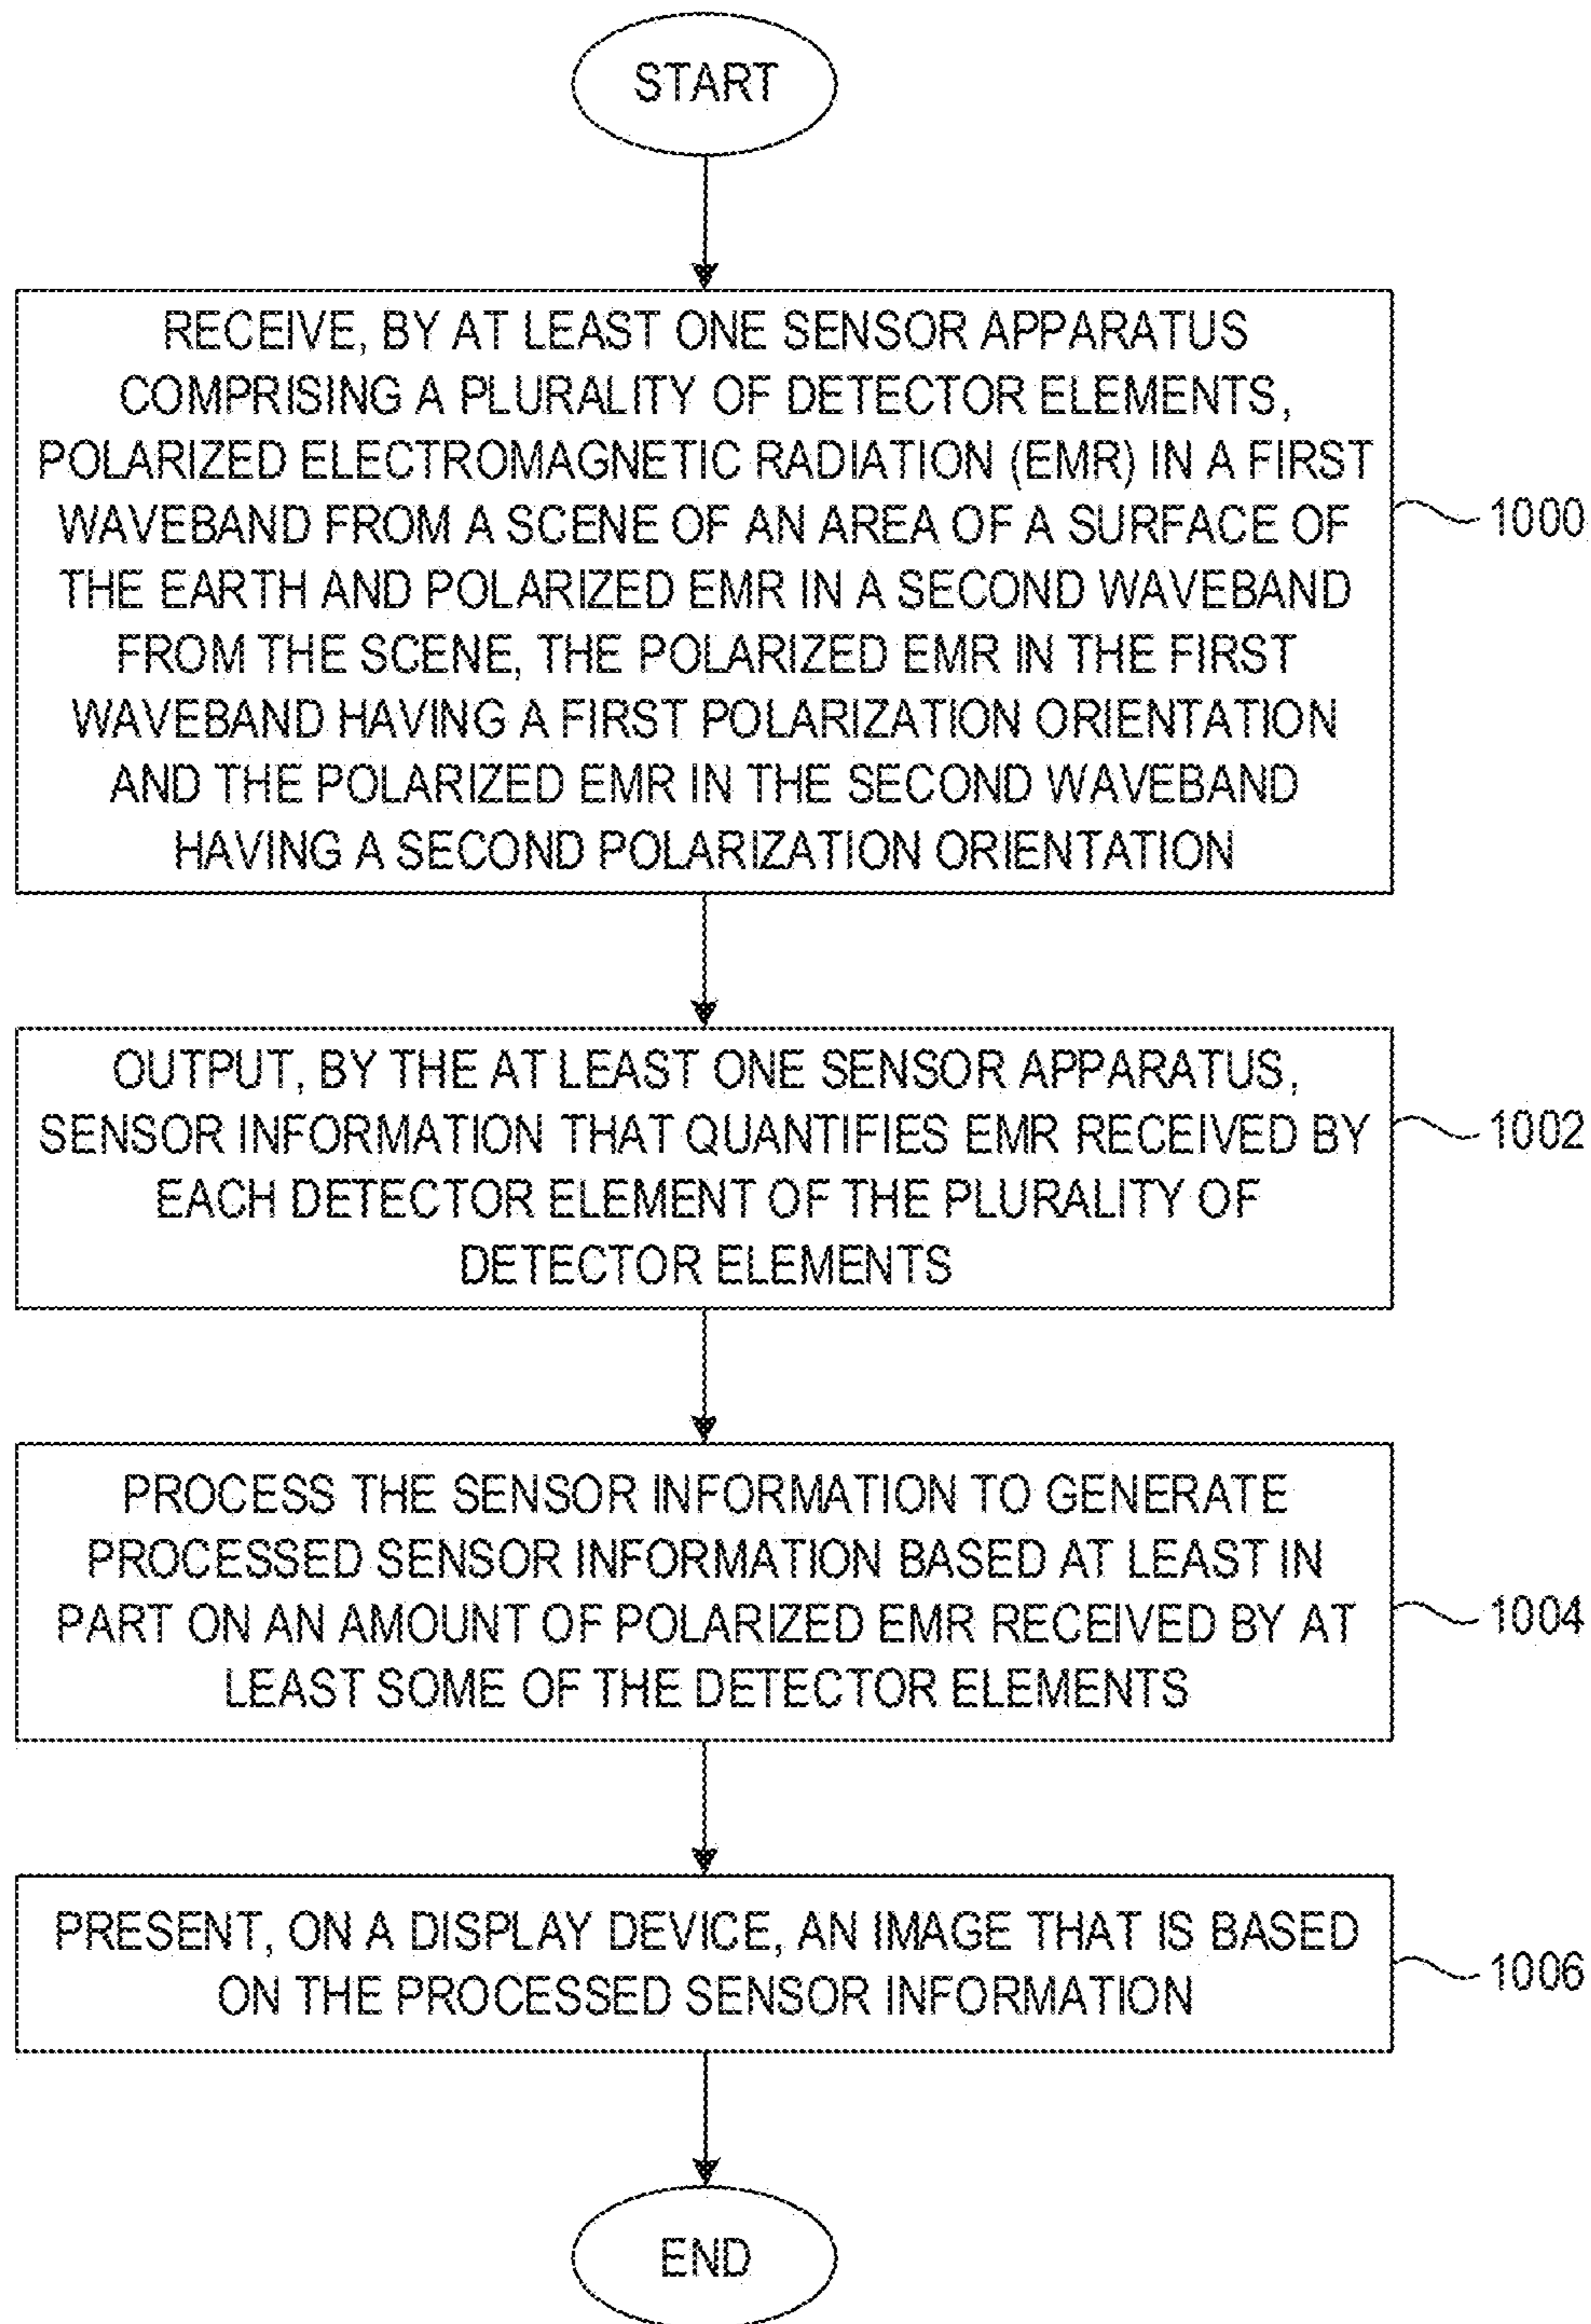 START
RECEIVE, BY AT LEAST ONE SENSOR APPARATUS
COMPRISING A PLURALITY OF DETECTOR ELEMENTS,
POLARIZED ELECTROMAGNETIC RADIATION (EMR) IN A FIRST
WAVEBAND FROM A SCENE OF AN AREA OF A SURFACE OF
THE EARTH AND POLARIZED EMR IN A SECOND WAVEBAND
FROM THE SCENE, THE POLARIZED EMR IN THE FIRST
WAVEBAND HAVING A FIRST POLARIZATION ORIENTATION
AND THE POLARIZED EMR IN THE SECOND WAVEBAND
HAVING A SECOND POLARIZATION ORIENTATION
1000
OUTPUT, BY THE AT LEAST ONE SENSOR APPARATUS,
SENSOR INFORMATION THAT QUANTIFIES EMR RECEIVED BY
EACH DETECTOR ELEMENT OF THE PLURALITY OF
DETECTOR ELEMENTS
1002
PROCESS THE SENSOR INFORMATION TO GENERATE
PROCESSED SENSOR INFORMATION BASED AT LEAST IN
PART ON AN AMOUNT OF POLARIZED EMR RECEIVED BY AT
LEAST SOME OF THE DETECTOR ELEMENTS
1004
PRESENT, ON A DISPLAY DEVICE, AN IMAGE THAT IS BASED
ON THE PROCESSED SENSOR INFORMATION
1006
END